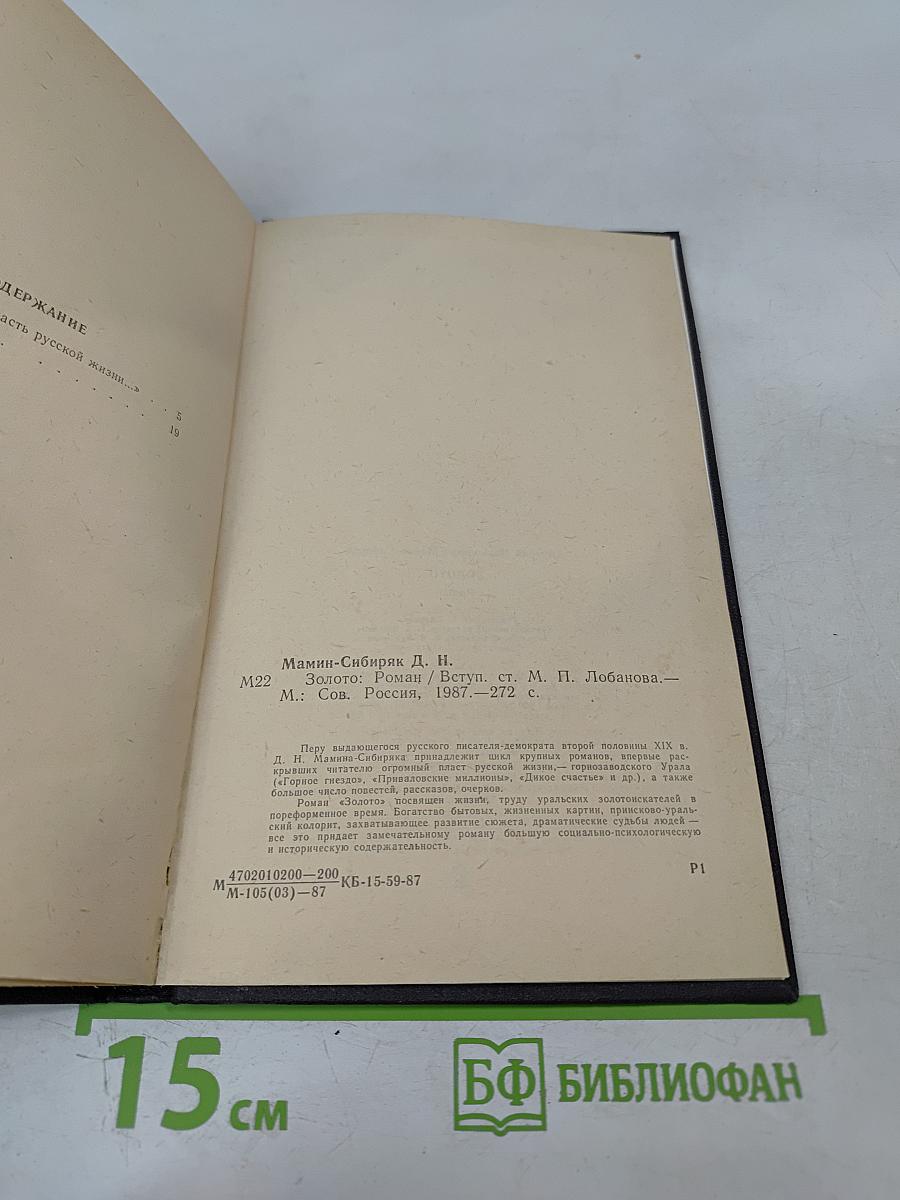 СОДЕРЖАНИЕ
асть русской жизни...» . . 5
. . . . . . . 19
Мамин-Сибиряк Д. Н.
М22 Золото: Роман / Вступ. ст. М. П. Лобанова.—
М.: Сов. Россия, 1987.—272 с.
Перу выдающегося русского писателя-демократа второй половины XIX в.
Д. Н. Мамина-Сибиряка принадлежит цикл крупных романов, впервые рас-
крывших читателю огромный пласт русской жизни,— горнозаводского Урала
(«Горное гнездо», «Приваловские миллионы», «Дикое счастье» и др.), а также
большое число повестей, рассказов, очерков.
Роман «Золото» посвящен жизни, труду уральских золотоискателей в
пореформенное время. Богатство бытовых, жизненных картин, приисково-ураль-
ский колорит, захватывающее развитие сюжета, драматические судьбы людей —
все это придает замечательному роману большую социально-психологическую
и историческую содержательность.
М 4702010200—200 КБ-15-59-87
М-105(03)—87
Р1
15 см
БФ БИБЛИОФАН